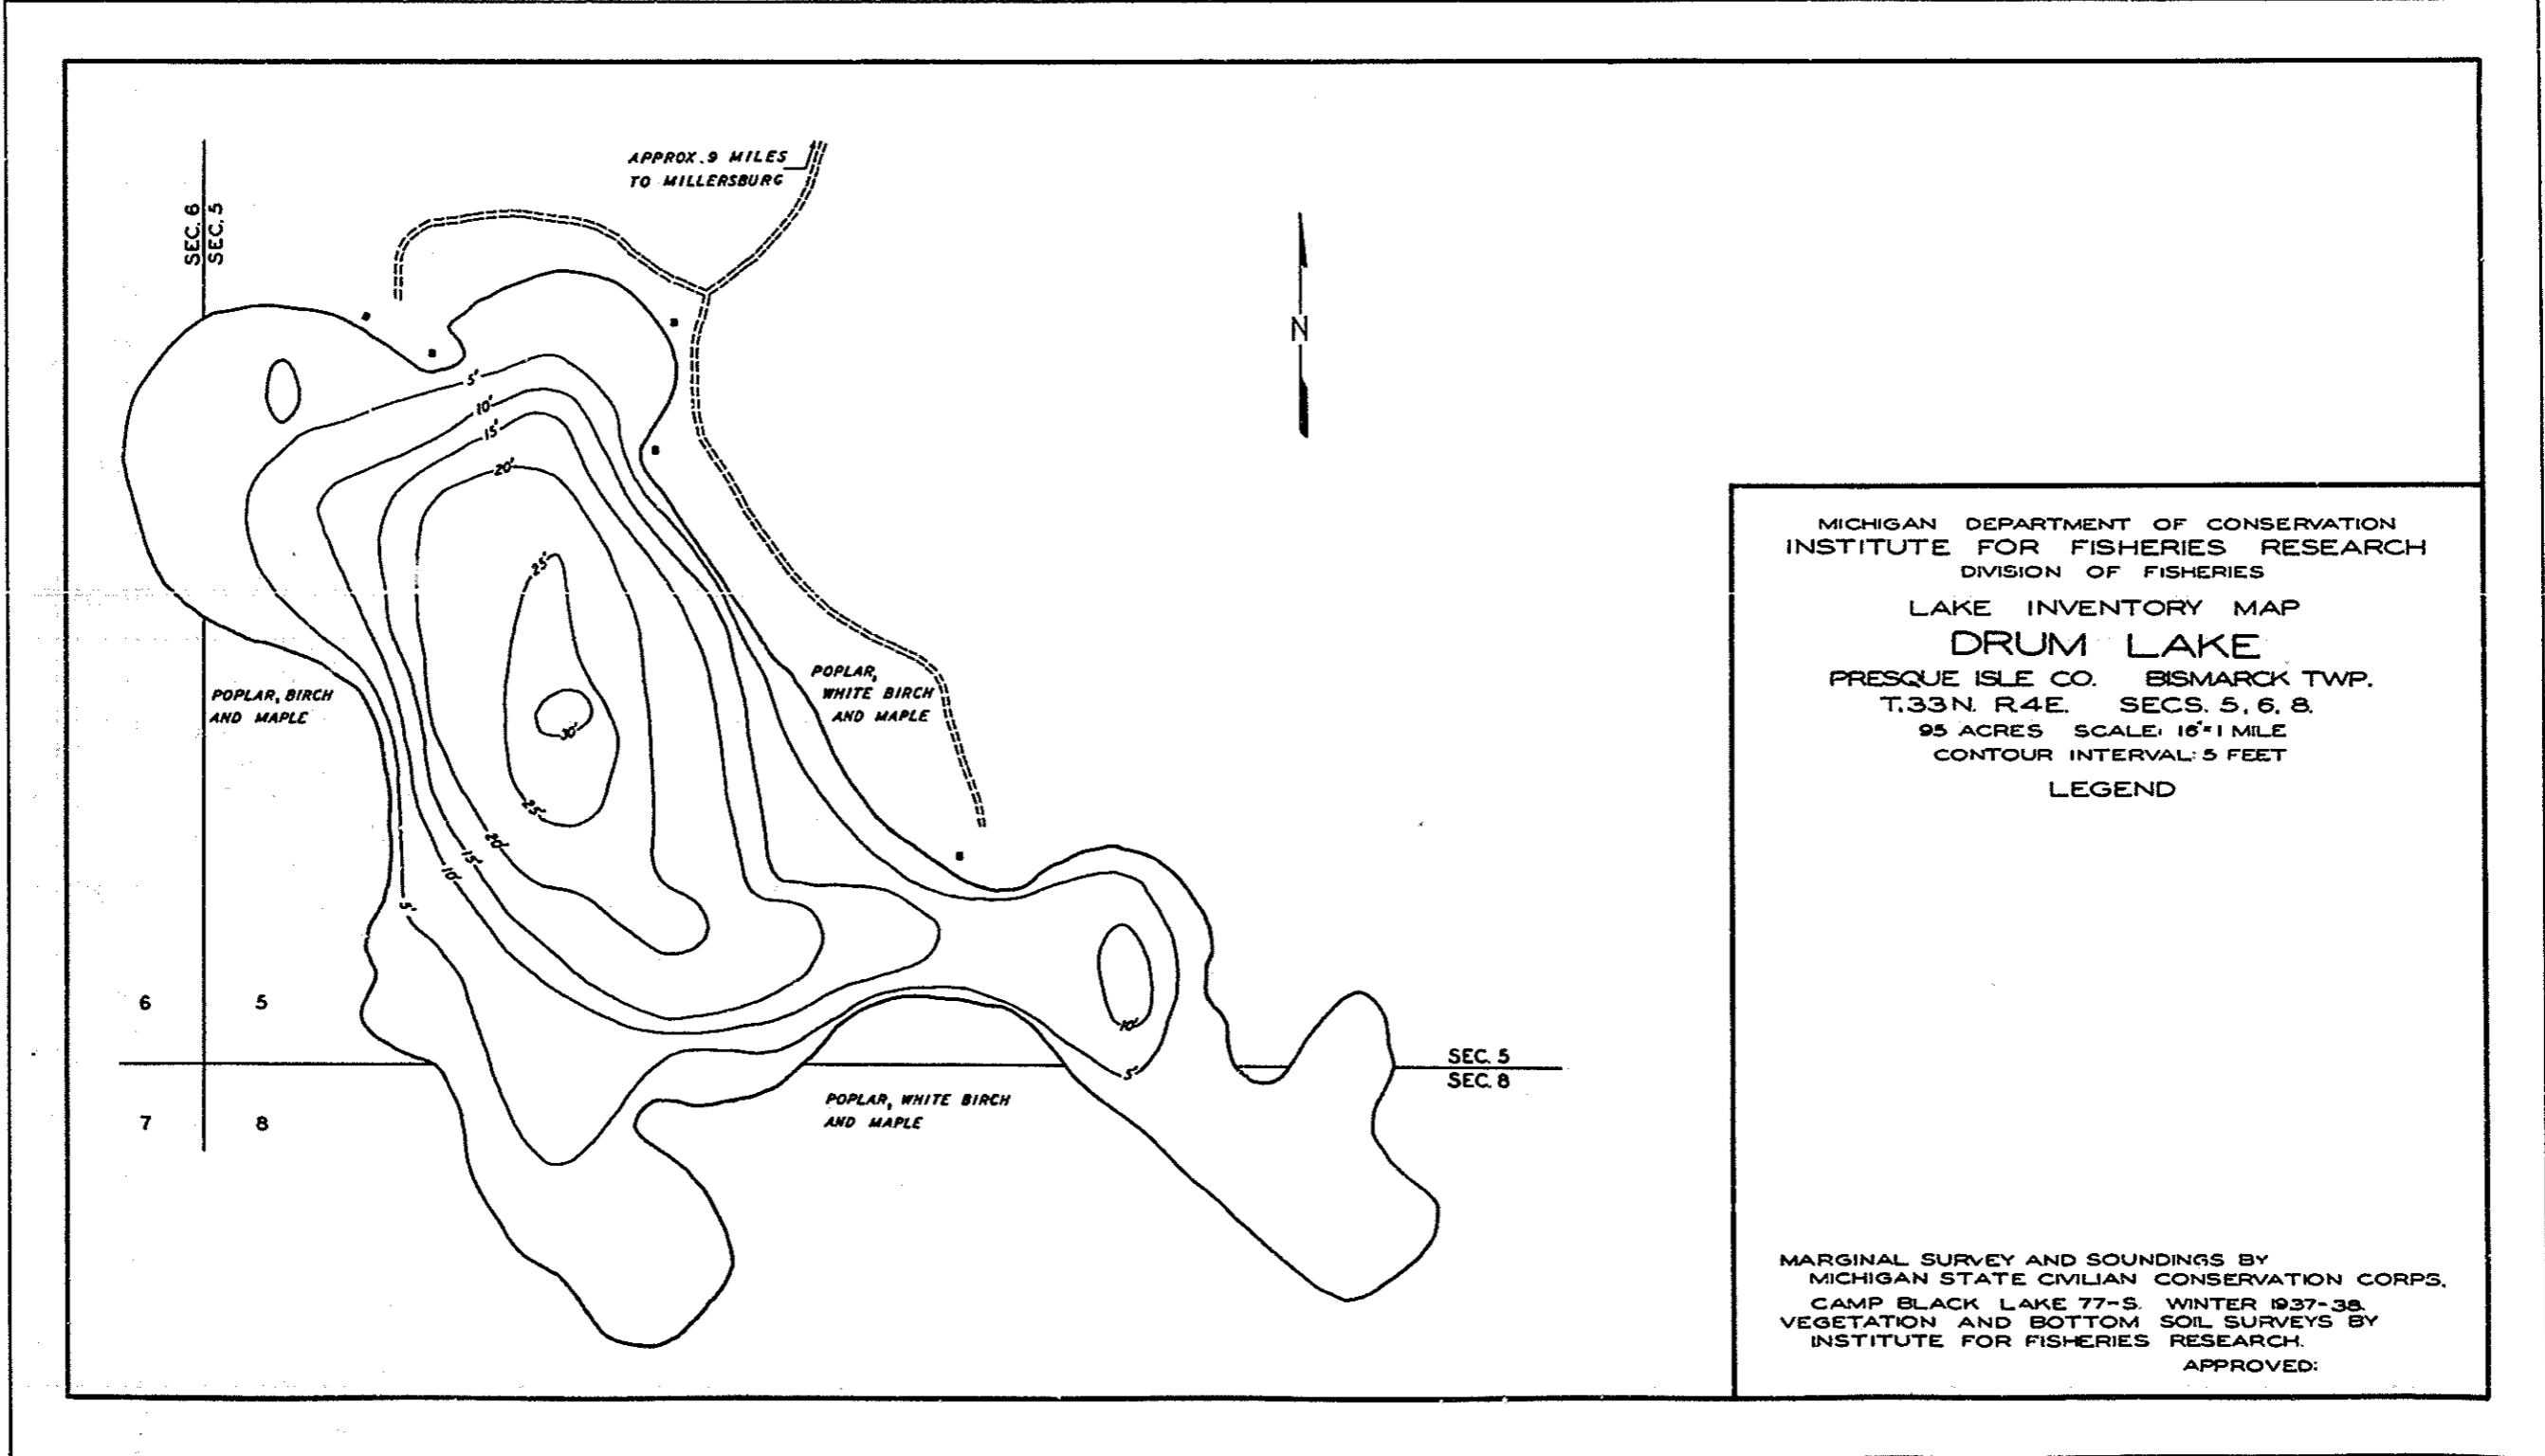 APPROX. 9 MILES
TO MILLERSBURG
SEC. 6
SEC. 5
N
5'
10'
15'
20'
25'
30'
25'
20'
15'
10'
5'
10'
5'
POPLAR, BIRCH
AND MAPLE
POPLAR,
WHITE BIRCH
AND MAPLE
6
5
7
8
SEC. 5
SEC. 8
POPLAR, WHITE BIRCH
AND MAPLE
MICHIGAN DEPARTMENT OF CONSERVATION
INSTITUTE FOR FISHERIES RESEARCH
DIVISION OF FISHERIES
LAKE INVENTORY MAP
DRUM LAKE
PRESQUE ISLE CO. BISMARCK TWP.
T.33N. R4E. SECS. 5, 6, 8.
95 ACRES SCALE: 16"=1 MILE
CONTOUR INTERVAL: 5 FEET
LEGEND
MARGINAL SURVEY AND SOUNDINGS BY
MICHIGAN STATE CIVILIAN CONSERVATION CORPS.
CAMP BLACK LAKE 77-S. WINTER 1937-38.
VEGETATION AND BOTTOM SOIL SURVEYS BY
INSTITUTE FOR FISHERIES RESEARCH.
APPROVED: